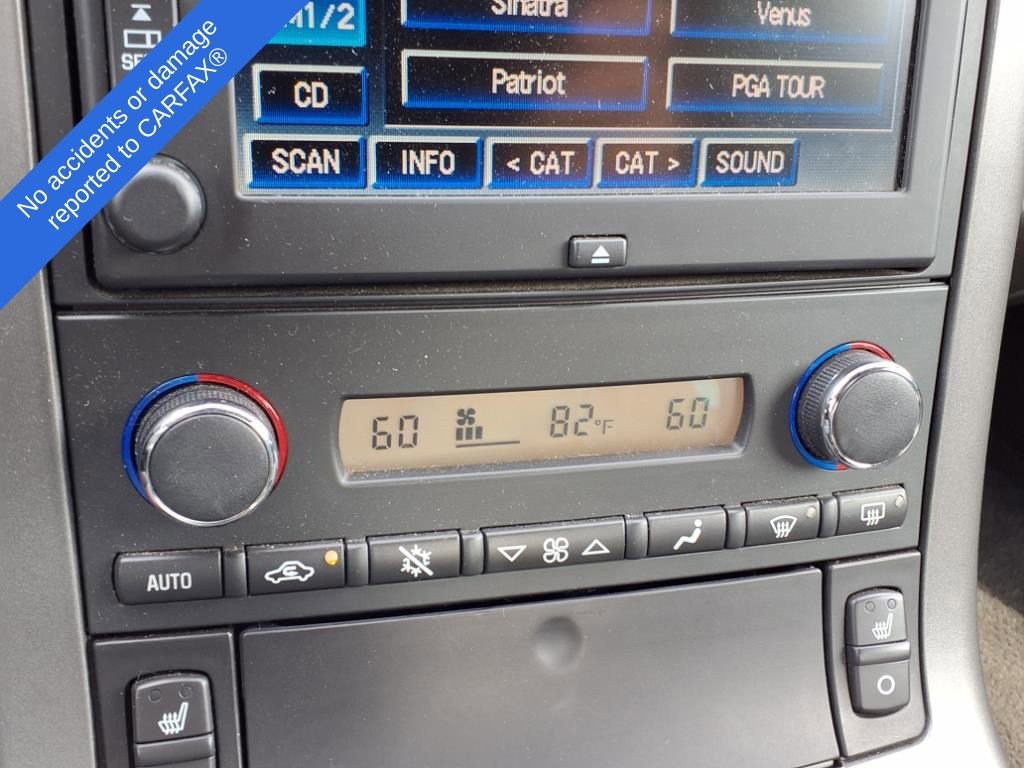 No accidents or damage
reported to CARFAX®
Sinatra
Venus
CD
Patriot
PGA TOUR
SCAN
INFO
< CAT
CAT >
SOUND
60
82°F
60
AUTO